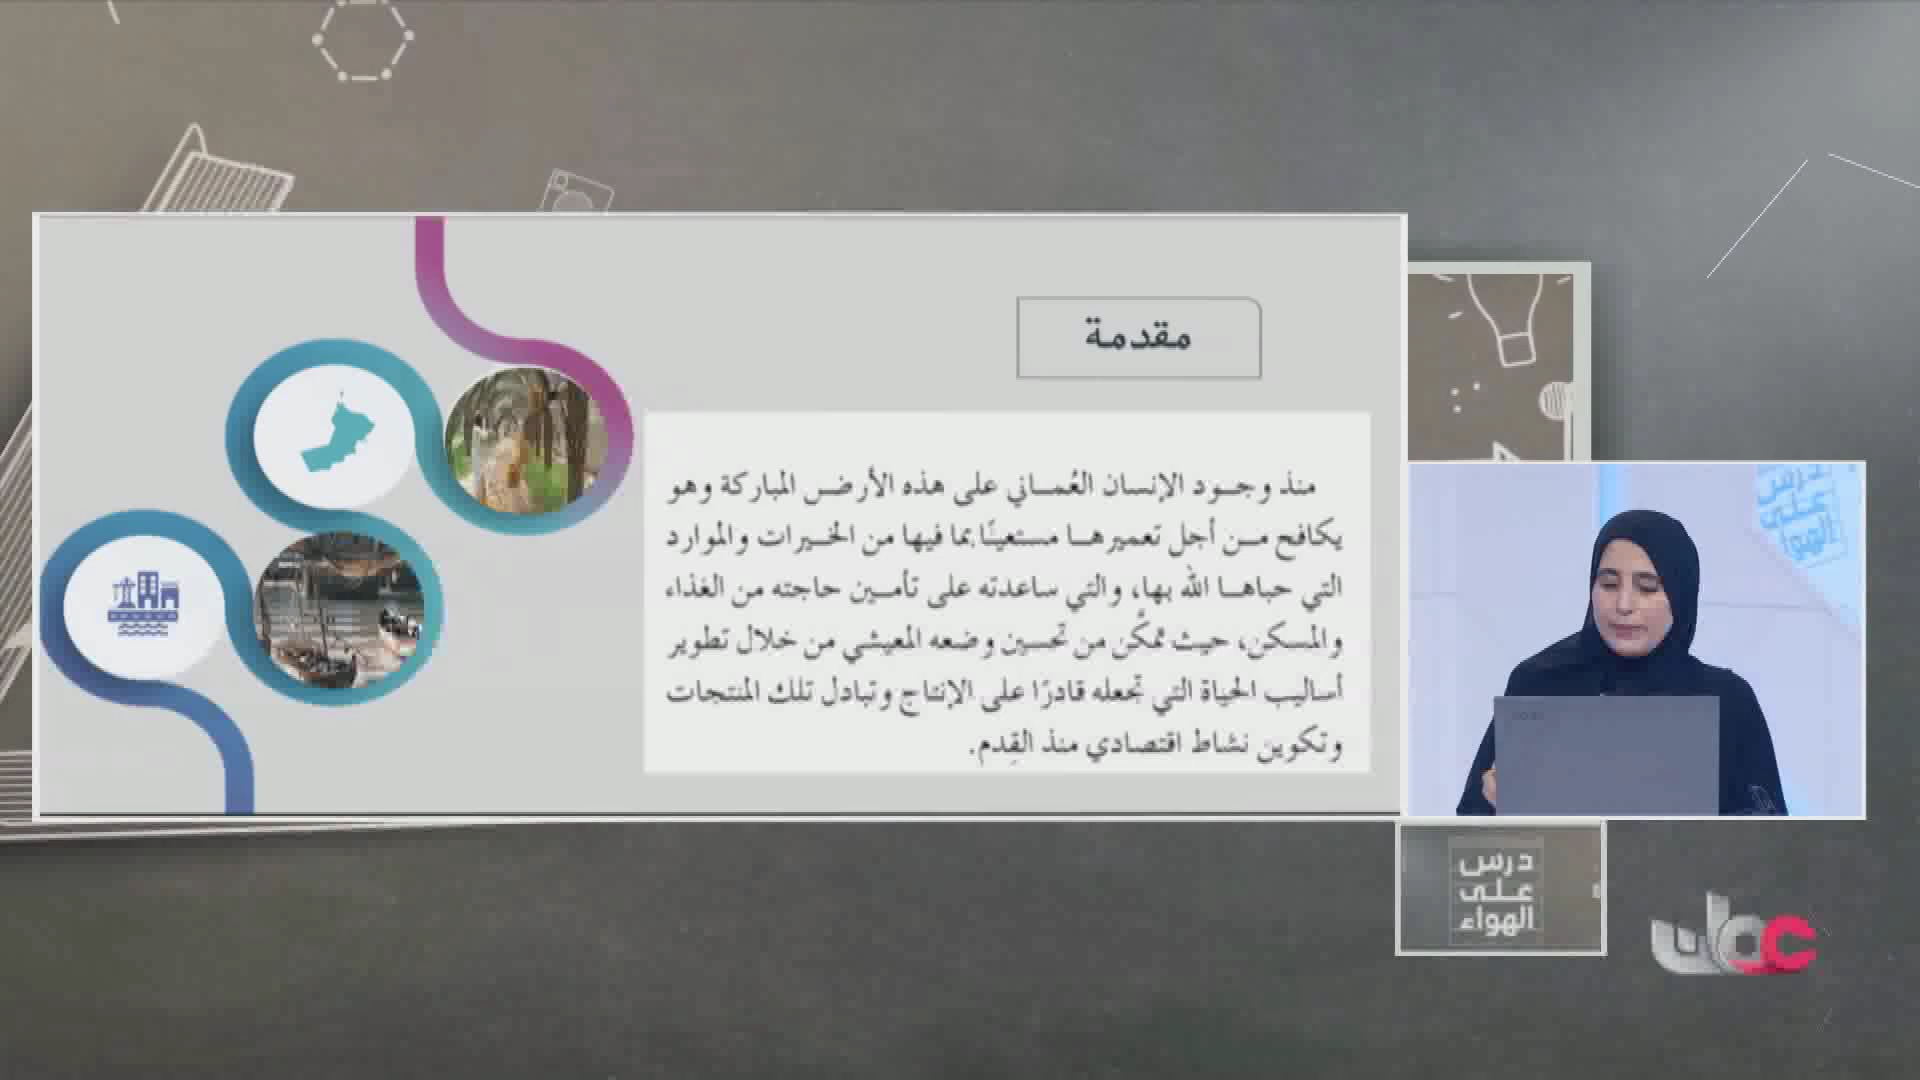 مقدمة
منذ وجود الإنسان العُماني على هذه الأرض المباركة وهو
يكافح من أجل تعميرها مستعينًا بما فيها من الخيرات والموارد
التي حباها الله بها، والتي ساعدته على تأمين حاجته من الغذاء
والمسكن، حيث تمكَّن من تحسين وضعه المعيشي من خلال تطوير
أساليب الحياة التي تجعله قادرًا على الإنتاج وتبادل تلك المنتجات
وتكوين نشاط اقتصادي منذ القِدم.
درس
على
الهواء
درس
على
الهواء
عمان